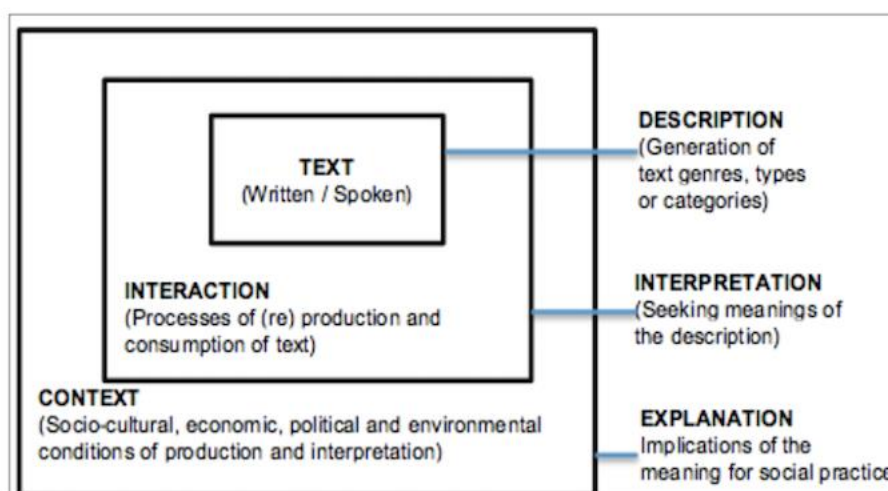 TEXT
(Written / Spoken)
INTERACTION
(Processes of (re) production and
consumption of text)
CONTEXT
(Socio-cultural, economic, political and environmental
conditions of production and interpretation)
DESCRIPTION
(Generation of
text genres, types
or categories)
INTERPRETATION
(Seeking meanings of
the description)
EXPLANATION
Implications of the
meaning for social practice